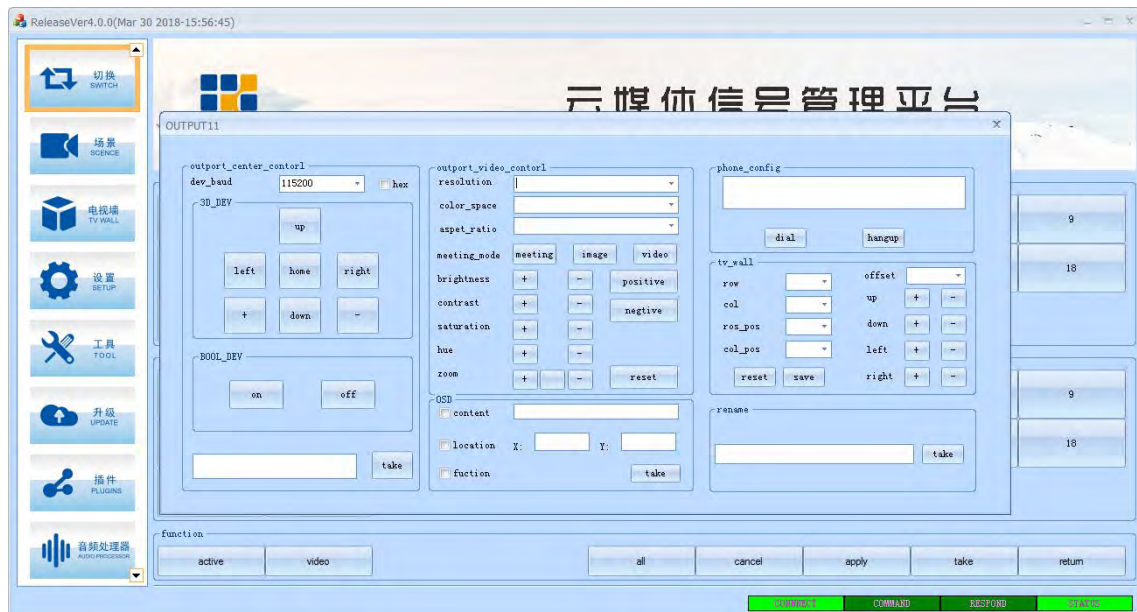 ReleaseVer4.0.0(Mar 30 2018-15:56:45)
切换
SWITCH
场景
SCENCE
电视墙
TV WALL
设置
SETUP
工具
TOOL
升级
UPDATE
插件
PLUGINS
音频处理器
AUDIO PROCESSOR
云媒体信号管理平台
OUTPUT11
x
outport_center_contorl
dev_baud 115200 hex
3D_DEV
up
left home right
+ down -
BOOL_DEV
on off
take
outport_video_contorl
resolution
color_space
aspet_ratio
meeting_mode meeting image video
brightness + - positive
contrast + - negtive
saturation + -
hue + -
zoom + - reset
OSD
content
location X: Y:
fuction take
phone_config
dial hangup
tv_wall
row offset
col up + -
ros_pos down + -
col_pos left + -
reset save right + -
rename
take
9
18
9
18
function
active video all cancel apply take return
CONNECT COMMAND RESPOND STATUS